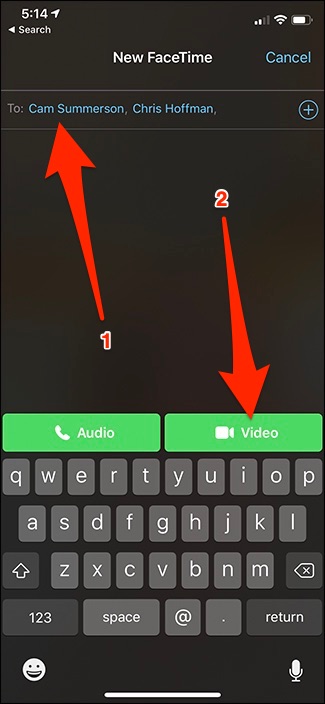 5:14
Search
New FaceTime Cancel
To: Cam Summerson, Chris Hoffman,
2
1
Audio Video
q w e r t y u i o p
a s d f g h j k l
z x c v b n m
123 space @ . return